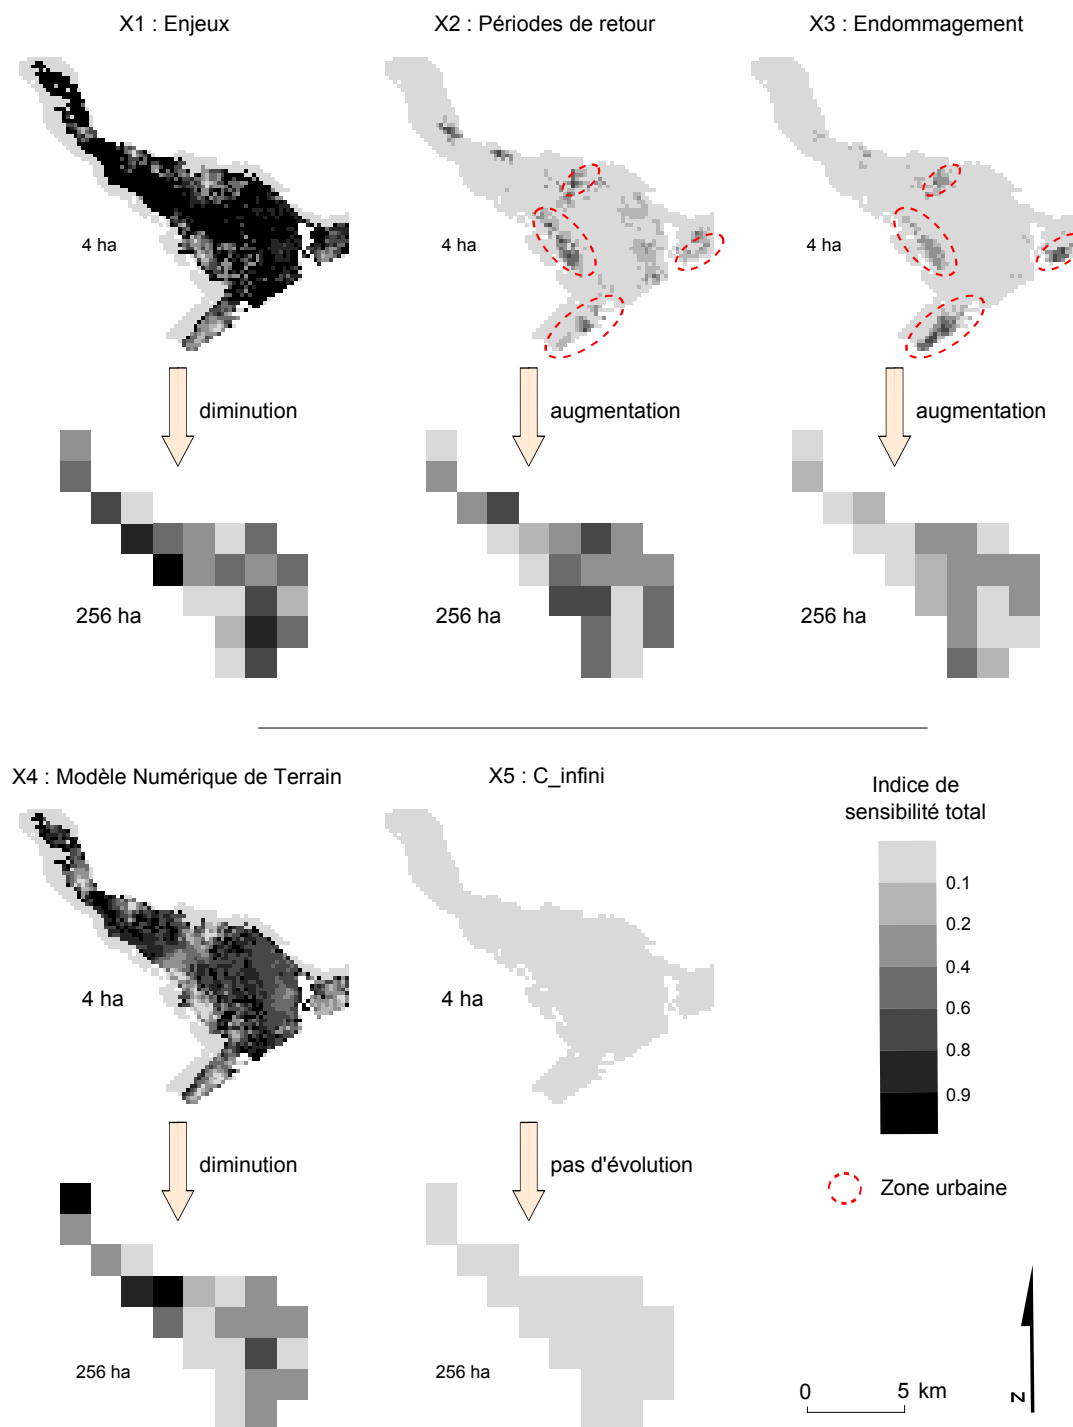 X1 : Enjeux
X2 : Périodes de retour
X3 : Endommagement
4 ha
4 ha
4 ha
diminution
augmentation
augmentation
256 ha
256 ha
256 ha
X4 : Modèle Numérique de Terrain
X5 : C_infini
Indice de
sensibilité total
0.1
0.2
0.4
0.6
0.8
0.9
4 ha
4 ha
diminution
pas d'évolution
Zone urbaine
256 ha
256 ha
0 5 km
N